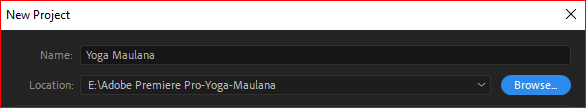 New Project
Name: Yoga Maulana
Location: E:\Adobe Premiere Pro-Yoga-Maulana Browse...